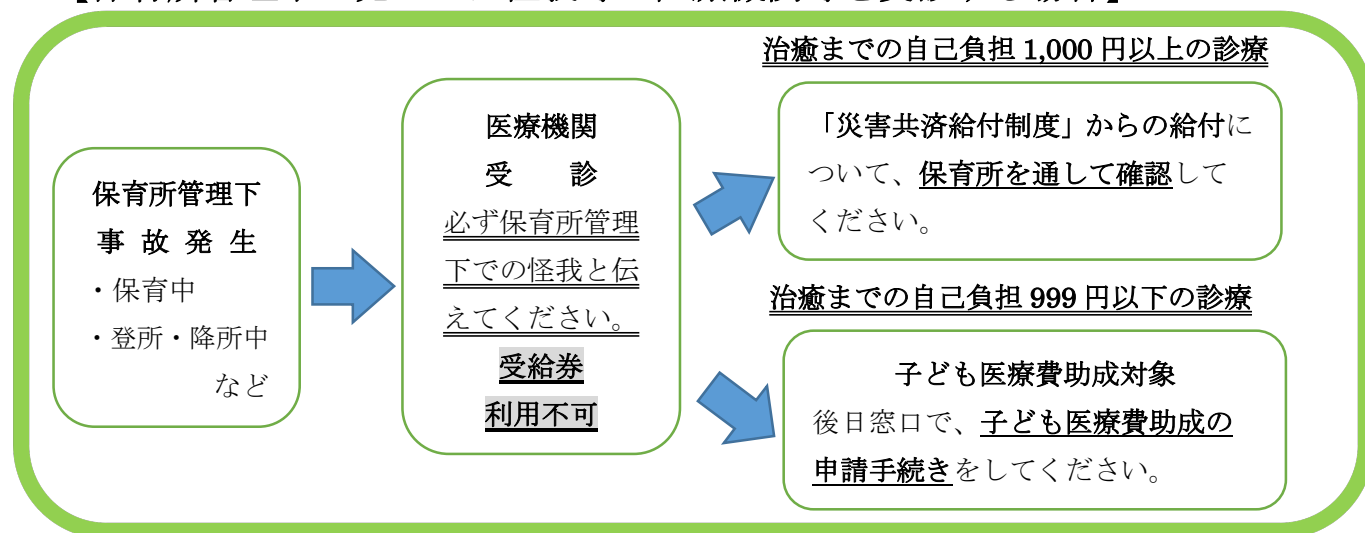 保育所管理下
事 故 発 生
・保育中
・登所・降所中
など
医療機関
受　　診
必ず保育所管理
下での怪我と伝
えてください。
受給券
利用不可
治癒までの自己負担 1,000 円以上の診療
「災害共済給付制度」からの給付に
ついて、保育所を通して確認して
ください。
治癒までの自己負担 999 円以下の診療
子ども医療費助成対象
後日窓口で、子ども医療費助成の
申請手続きをしてください。